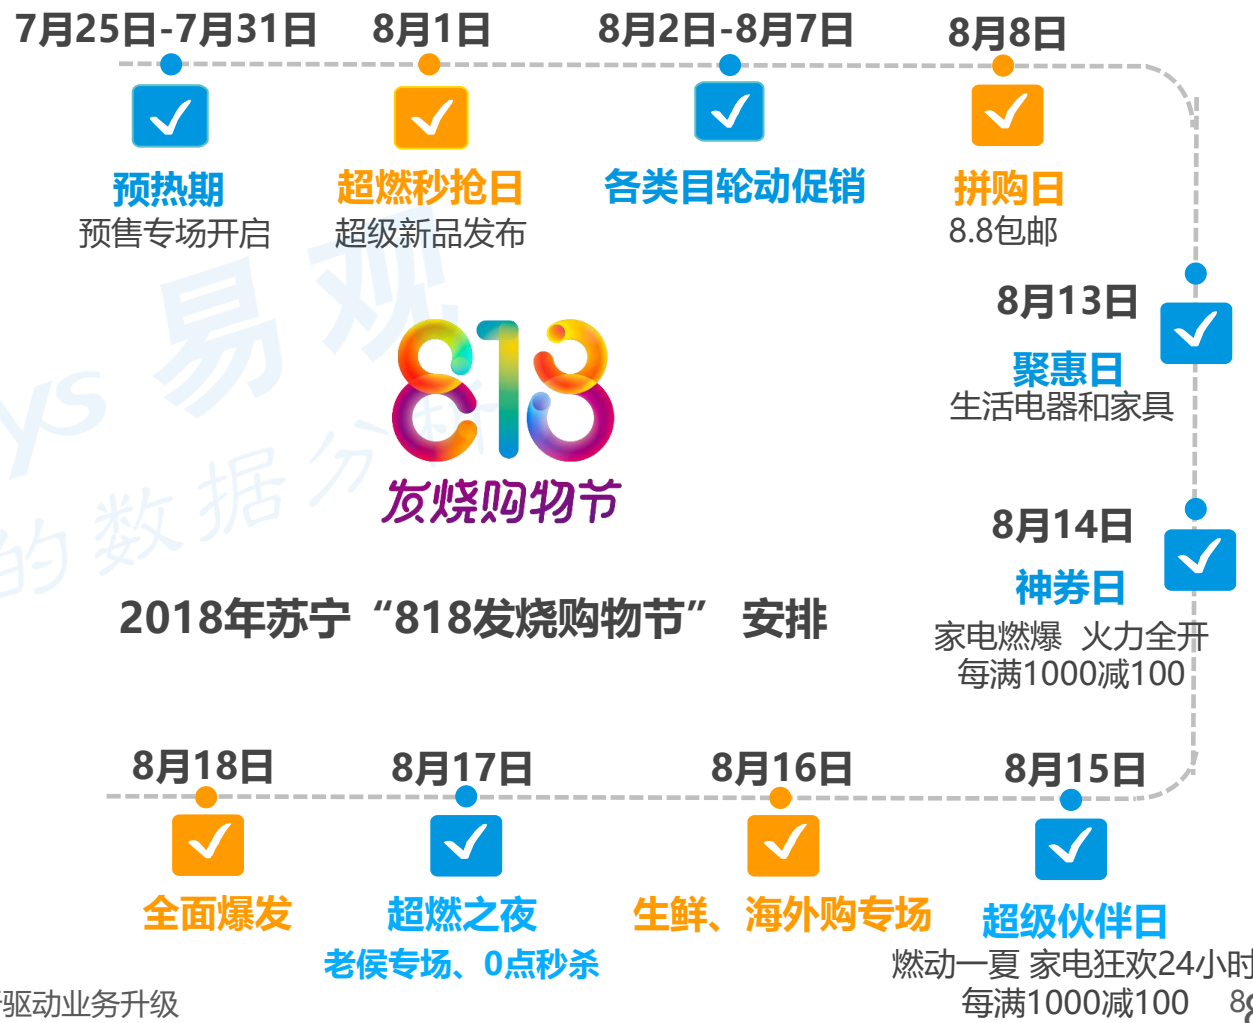 7月25日-7月31日
8月1日
8月2日-8月7日
8月8日
预热期
预售专场开启
超燃秒抢日
超级新品发布
各类目轮动促销
拼购日
8.8包邮
8月13日
聚惠日
生活电器和家具
8月14日
神券日
家电燃爆 火力全开
每满1000减100
易观
ys
的数据分析
818
发烧购物节
2018年苏宁“818发烧购物节” 安排
8月18日
8月17日
8月16日
8月15日
全面爆发
超燃之夜
老侯专场、0点秒杀
生鲜、海外购专场
超级伙伴日
燃动一夏 家电狂欢24小时
每满1000减100
驱动业务升级
8